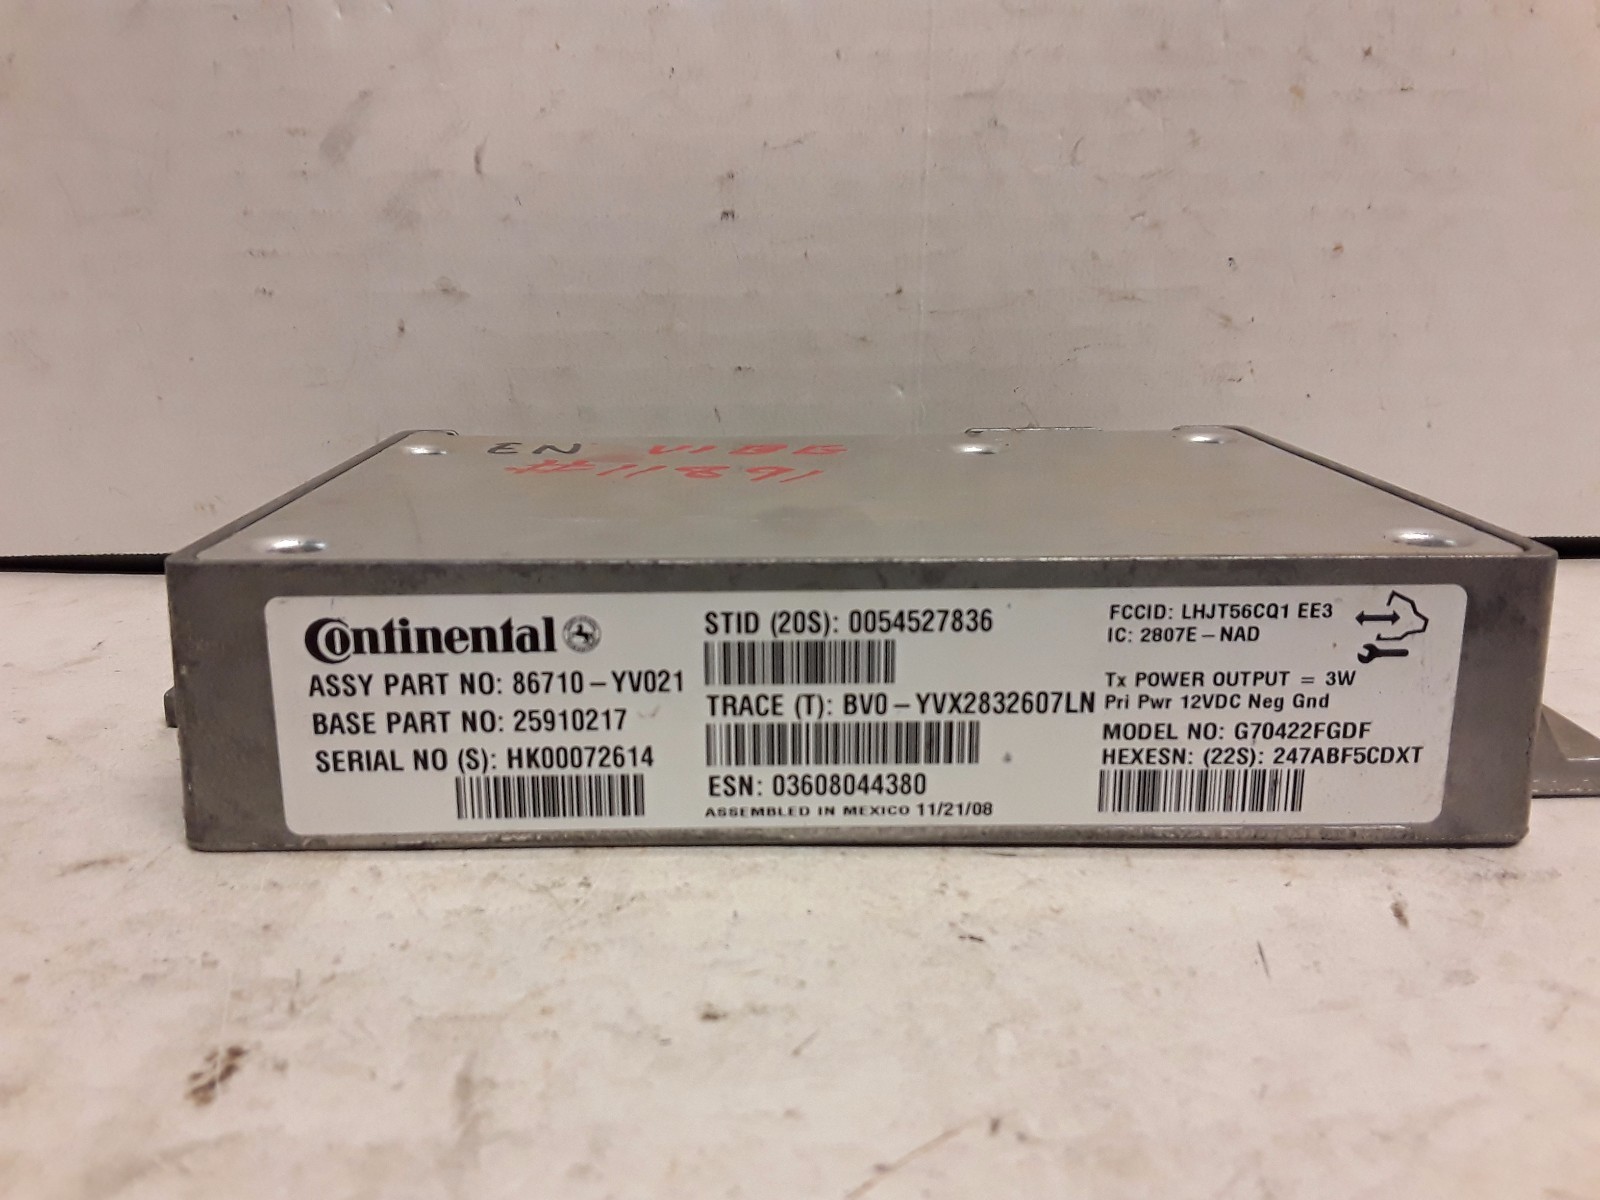 Continental
ASSY PART NO: 86710-YV021
BASE PART NO: 25910217
SERIAL NO (S): HK00072614
STID (20S): 0054527836
TRACE (T): BV0-YVX2832607LN
ESN: 03608044380
ASSEMBLED IN MEXICO 11/21/08
FCCID: LHJT56CQ1 EE3
IC: 2807E-NAD
Tx POWER OUTPUT = 3W
Pri Pwr 12VDC Neg Gnd
MODEL NO: G70422FGDF
HEXESN: (22S): 247ABF5CDXT